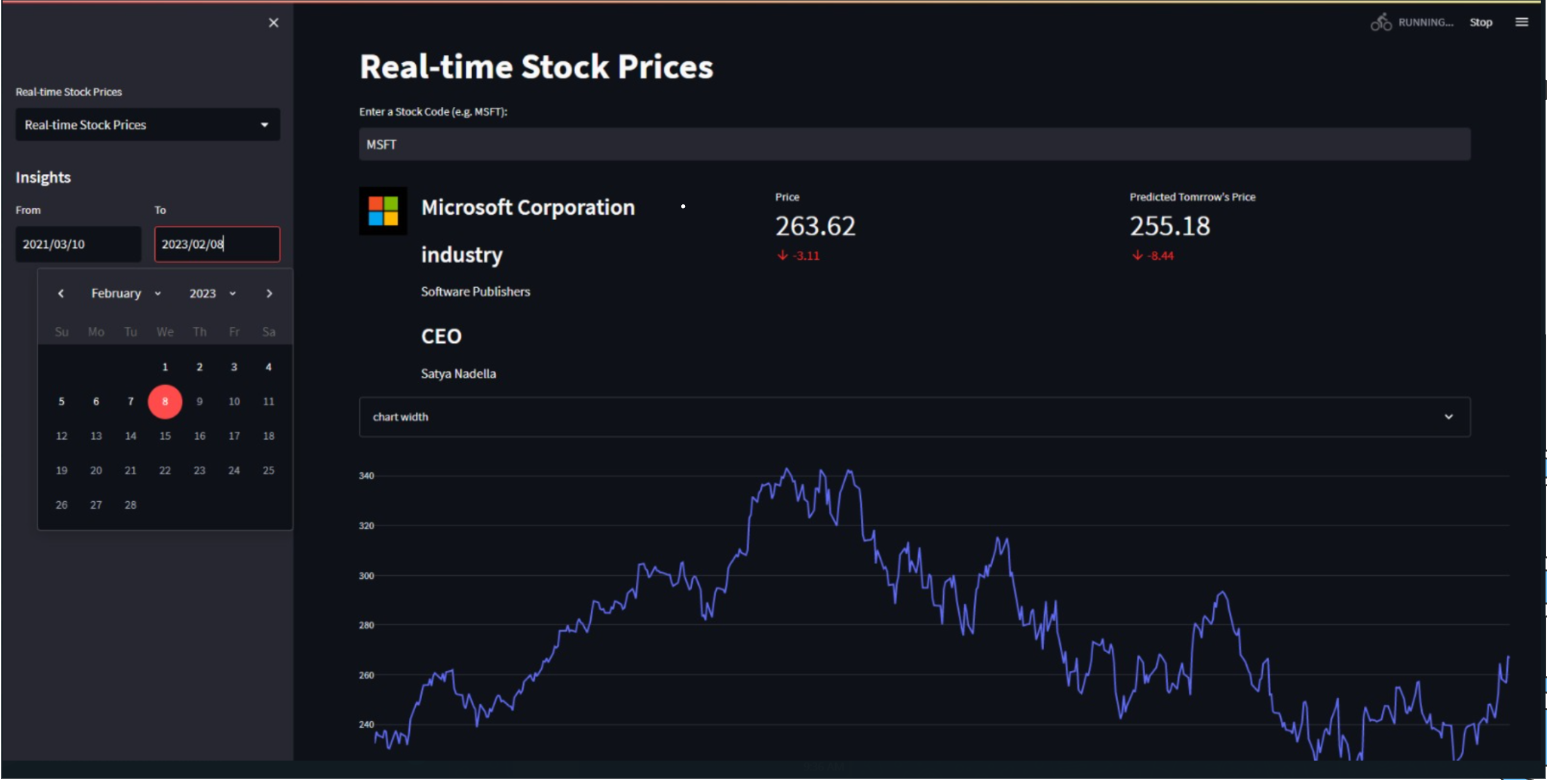 RUNNING... Stop
Real-time Stock Prices
Real-time Stock Prices
Insights
From To
2021/03/10 2023/02/08
February 2023
Su Mo Tu We Th Fr Sa
1 2 3 4
5 6 7 8 9 10 11
12 13 14 15 16 17 18
19 20 21 22 23 24 25
26 27 28
Real-time Stock Prices
Enter a Stock Code (e.g. MSFT):
MSFT
Microsoft Corporation
industry
Software Publishers
CEO
Satya Nadella
Price
263.62
-3.11
Predicted Tomrrow's Price
255.18
-8.44
chart width
340
320
300
280
260
240